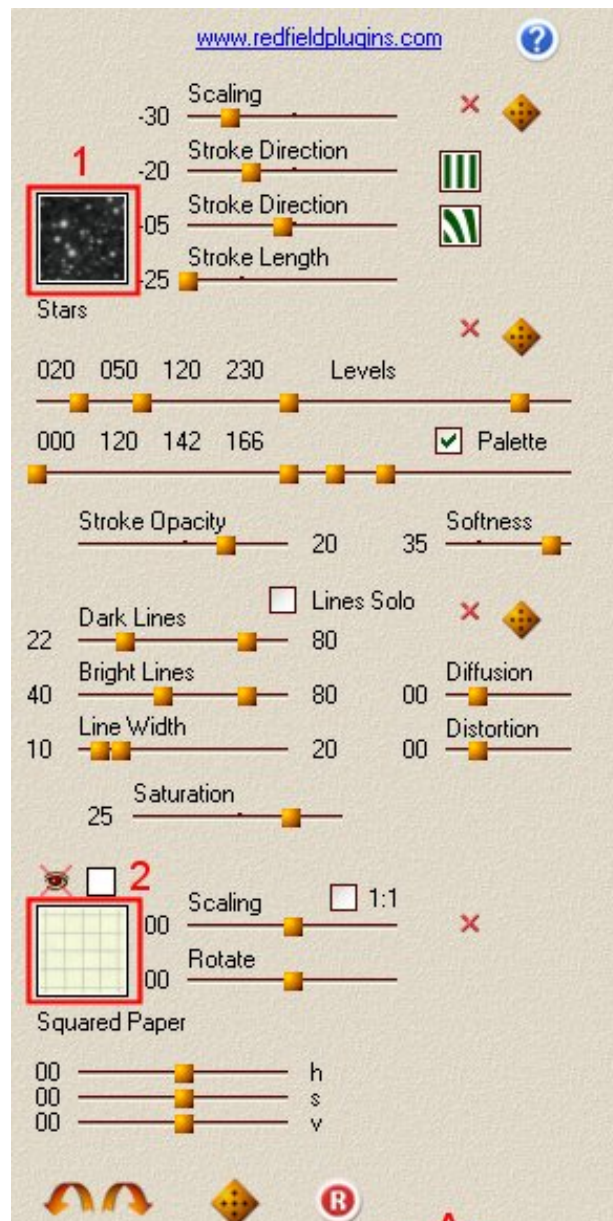 www.redfieldplugins.com
?
Scaling
-30
1
Stroke Direction
-20
Stroke Direction
-05
Stroke Length
-25
Stars
020 050 120 230 Levels
000 120 142 166 Palette
Stroke Opacity 20 35 Softness
Lines Solo
Dark Lines
22 80
Bright Lines Diffusion
40 80 00
Line Width Distortion
10 20 00
Saturation
25
2
Scaling 1:1
00
Rotate
00
Squared Paper
00 h
00 s
00 v
R